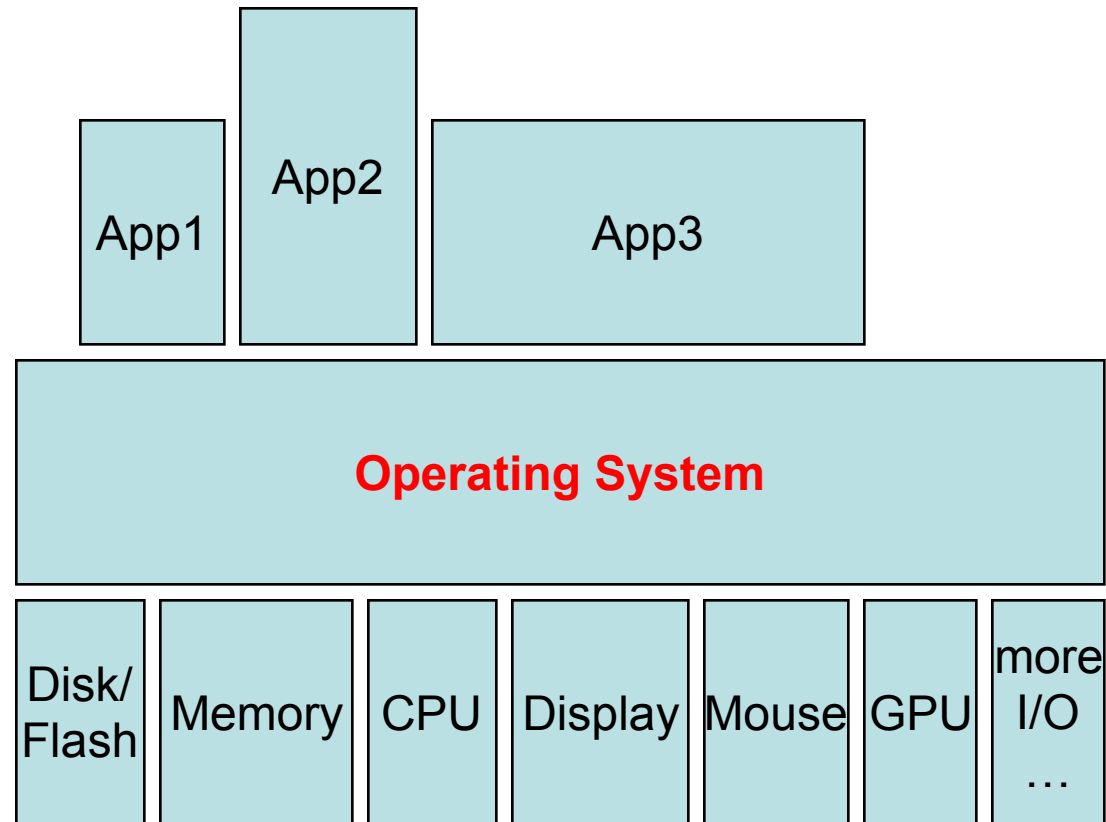 App1
App2
App3
Operating System
Disk/
Flash
Memory
CPU
Display
Mouse
GPU
more
I/O
…